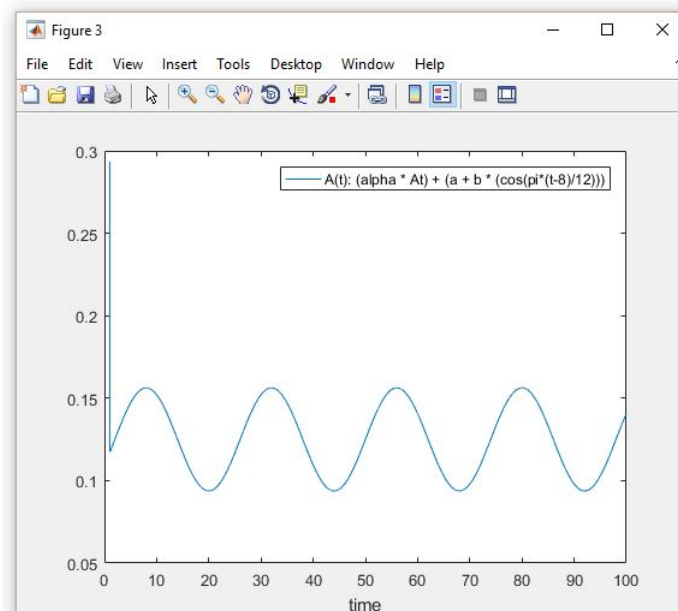 Figure 3
File Edit View Insert Tools Desktop Window Help
0.3
A(t): (alpha * At) + (a + b * (cos(pi*(t-8)/12)))
0.25
0.2
0.15
0.1
0.05
0 10 20 30 40 50 60 70 80 90 100
time